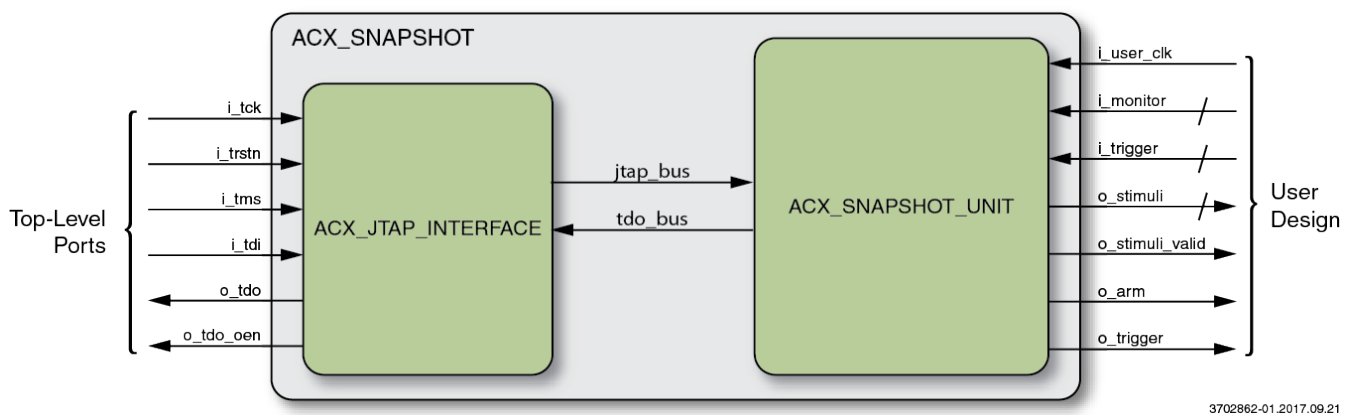 ACX_SNAPSHOT
Top-Level
Ports
i_tck
i_trstn
i_tms
i_tdi
o_tdo
o_tdo_oen
ACX_JTAP_INTERFACE
jtap_bus
tdo_bus
ACX_SNAPSHOT_UNIT
i_user_clk
i_monitor
i_trigger
o_stimuli
o_stimuli_valid
o_arm
o_trigger
User
Design
3702862-01.2017.09.21